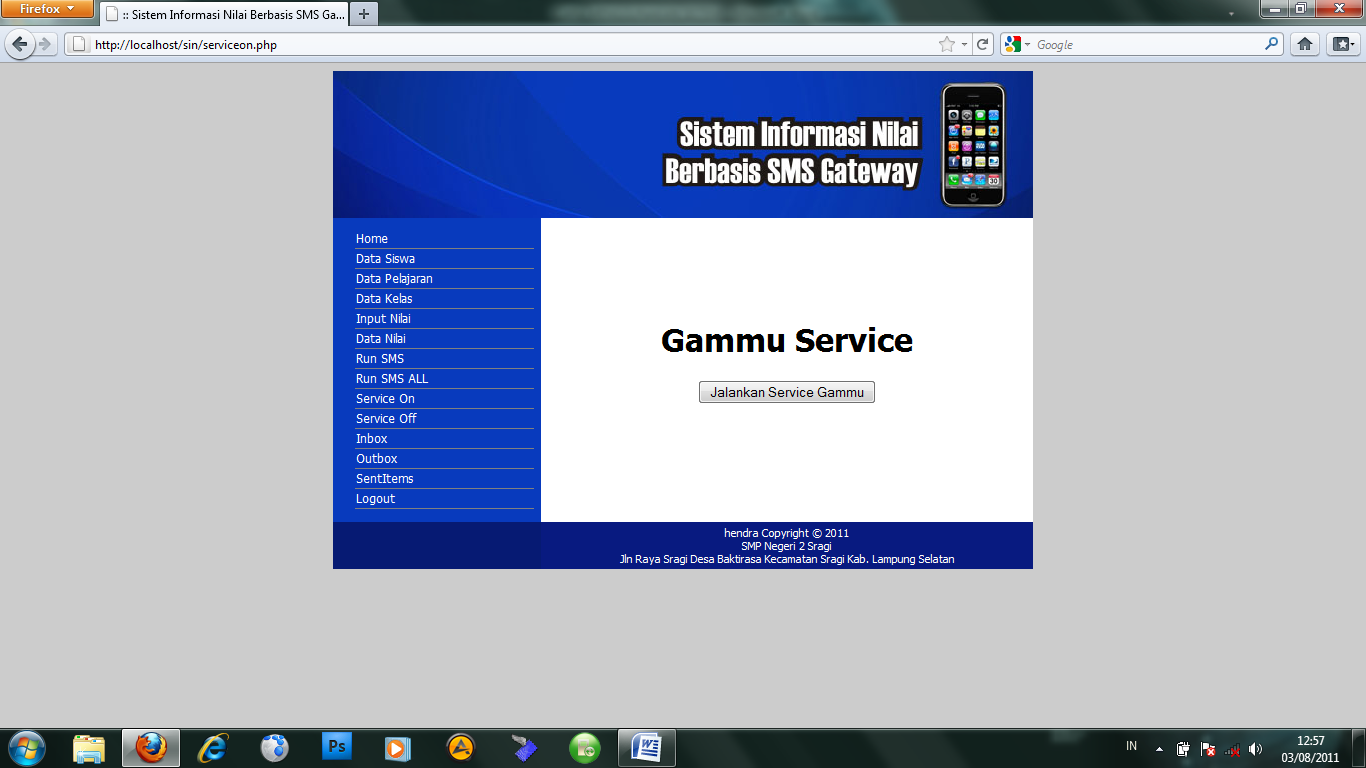 Firefox
:: Sistem Informasi Nilai Berbasis SMS Ga...
http://localhost/sin/serviceon.php
Google
Sistem Informasi Nilai
Berbasis SMS Gateway
Home
Data Siswa
Data Pelajaran
Data Kelas
Input Nilai
Data Nilai
Run SMS
Run SMS ALL
Service On
Service Off
Inbox
Outbox
SentItems
Logout
Gammu Service
Jalankan Service Gammu
hendra Copyright © 2011
SMP Negeri 2 Sragi
Jln Raya Sragi Desa Baktirasa Kecamatan Sragi Kab. Lampung Selatan
Ps
W
IN
12:57
03/08/2011